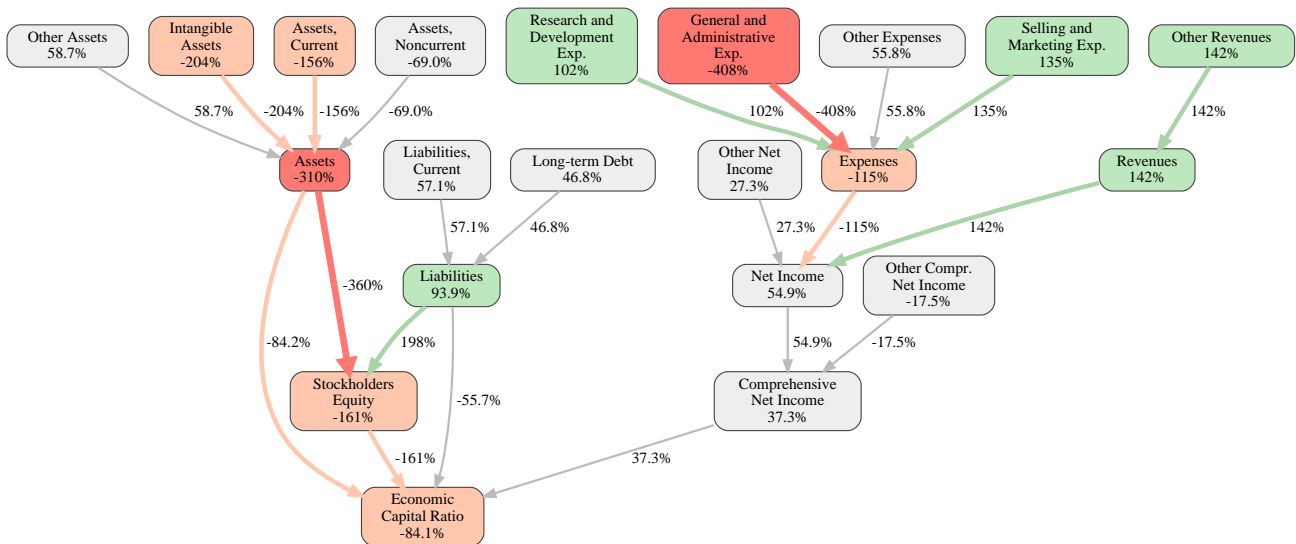 Other Assets
58.7%
Intangible
Assets
-204%
Assets,
Current
-156%
Assets,
Noncurrent
-69.0%
Research and
Development
Exp.
102%
General and
Administrative
Exp.
-408%
Other Expenses
55.8%
Selling and
Marketing Exp.
135%
Other Revenues
142%
58.7%
-204%
-156%
-69.0%
102%
-408%
55.8%
135%
142%
Assets
-310%
Liabilities,
Current
57.1%
Long-term Debt
46.8%
Other Net
Income
27.3%
Expenses
-115%
Revenues
142%
57.1%
46.8%
27.3%
-115%
142%
-360%
Liabilities
93.9%
Net Income
54.9%
Other Compr.
Net Income
-17.5%
-84.2%
198%
54.9%
-17.5%
Stockholders
Equity
-161%
-55.7%
Comprehensive
Net Income
37.3%
-161%
37.3%
Economic
Capital Ratio
-84.1%